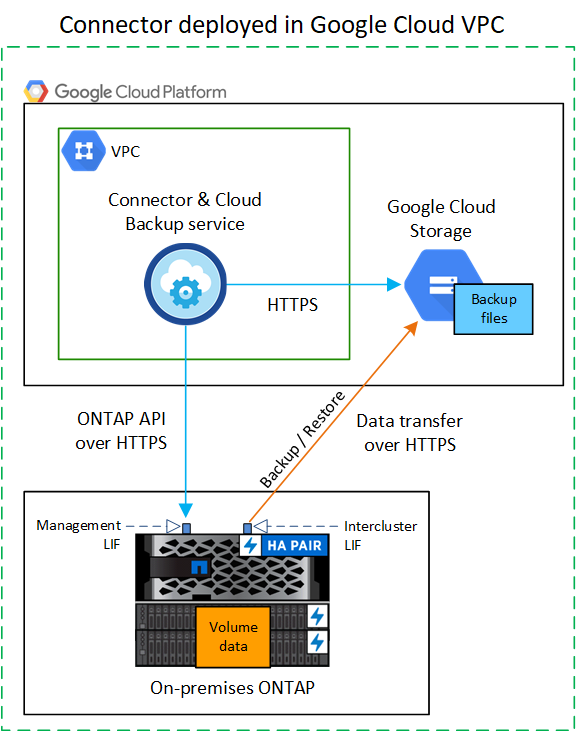 Connector deployed in Google Cloud VPC
Google Cloud Platform
VPC
Connector & Cloud
Backup service
Google Cloud
Storage
HTTPS
Backup
files
ONTAP API
over HTTPS
Backup / Restore
Data transfer
over HTTPS
Management
LIF
Intercluster
LIF
HA PAIR
Volume
data
On-premises ONTAP